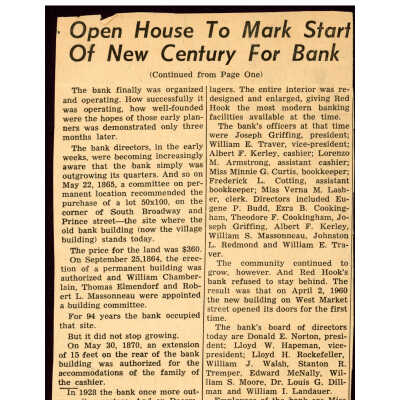 Open House To Mark Start
Of New Century For Bank
(Continued from Page One)
The bank finally was organized
and operating. How successfully it
was operating, how well-founded
were the hopes of those early plan-
ners was demonstrated only three
months later.
The bank directors, in the early
weeks, were becoming increasingly
aware that the bank simply was
outgrowing its quarters. And so on
May 22, 1865, a committee on per-
manent location recommended the
purchase of a lot 50x100, on the
corner of South Broadway and
Prince street—the site where the
old bank building (now the village
building) stands today.
The price for the land was $360.
On September 25,1864, the erec-
tion of a permanent building was
authorized and William Chamber-
lain, Thomas Elmendorf and Rob-
ert L. Massonneau were appointed
a building committee.
For 94 years the bank occupied
that site.
But it did not stop growing.
On May 30, 1870, an extension
of 15 feet on the rear of the bank
building was authorized for the
accommodations of the family of
the cashier.
In 1928 the bank once more out-
lagers. The entire interior was re-
designed and enlarged, giving Red
Hook the most modern banking
facilities available at the time.
The bank's officers at that time
were Joseph Griffing, president;
William E. Traver, vice-president;
Albert F. Kerley, cashier; Lorenzo
M. Armstrong, assistant cashier;
Miss Minnie G. Curtis, bookkeeper;
Frederick L. Cotting, assistant
bookkeeper; Miss Verna M. Lash-
er, clerk. Directors included Eu-
gene P. Budd, Ezra B. Cooking-
ham, Theodore F. Cookingham, Jo-
seph Griffing, Albert F. Kerley,
William S. Massonneau, Johnston
L. Redmond and William E. Tra-
ver.
The community continued to
grow, however. And Red Hook's
bank refused to stay behind. The
result was that on April 2, 1960
the new building on West Market
street opened its doors for the first
time.
The bank's board of directors
today are Donald E. Norton, presi-
dent; Lloyd W. Hapeman, vice-
president; Lloyd H. Rockefeller,
William J. Walsh, Stanton R.
Tremper, Edward McNally, Wil-
liam S. Moore, Dr. Louis G. Dill-
man and William I. Landauer.